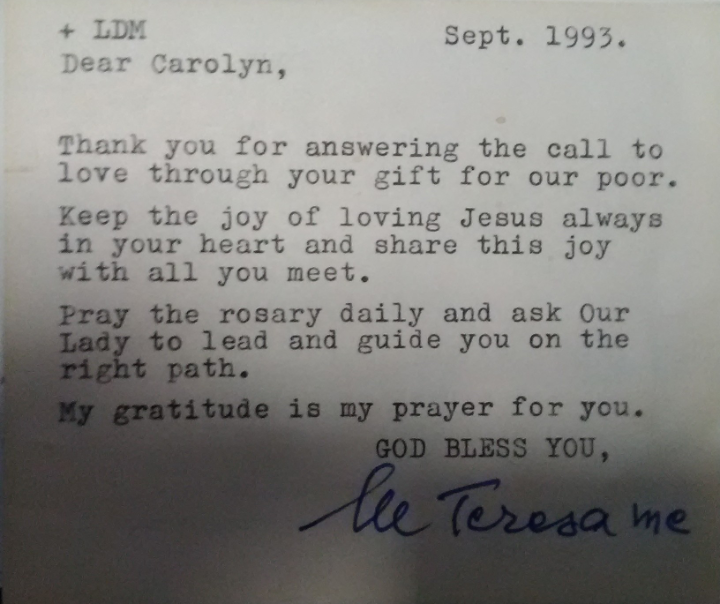 + LDM
Sept. 1993.
Dear Carolyn,
Thank you for answering the call to
love through your gift for our poor.
Keep the joy of loving Jesus always
in your heart and share this joy
with all you meet.
Pray the rosary daily and ask Our
Lady to lead and guide you on the
right path.
My gratitude is my prayer for you.
GOD BLESS YOU,
Teresa mc